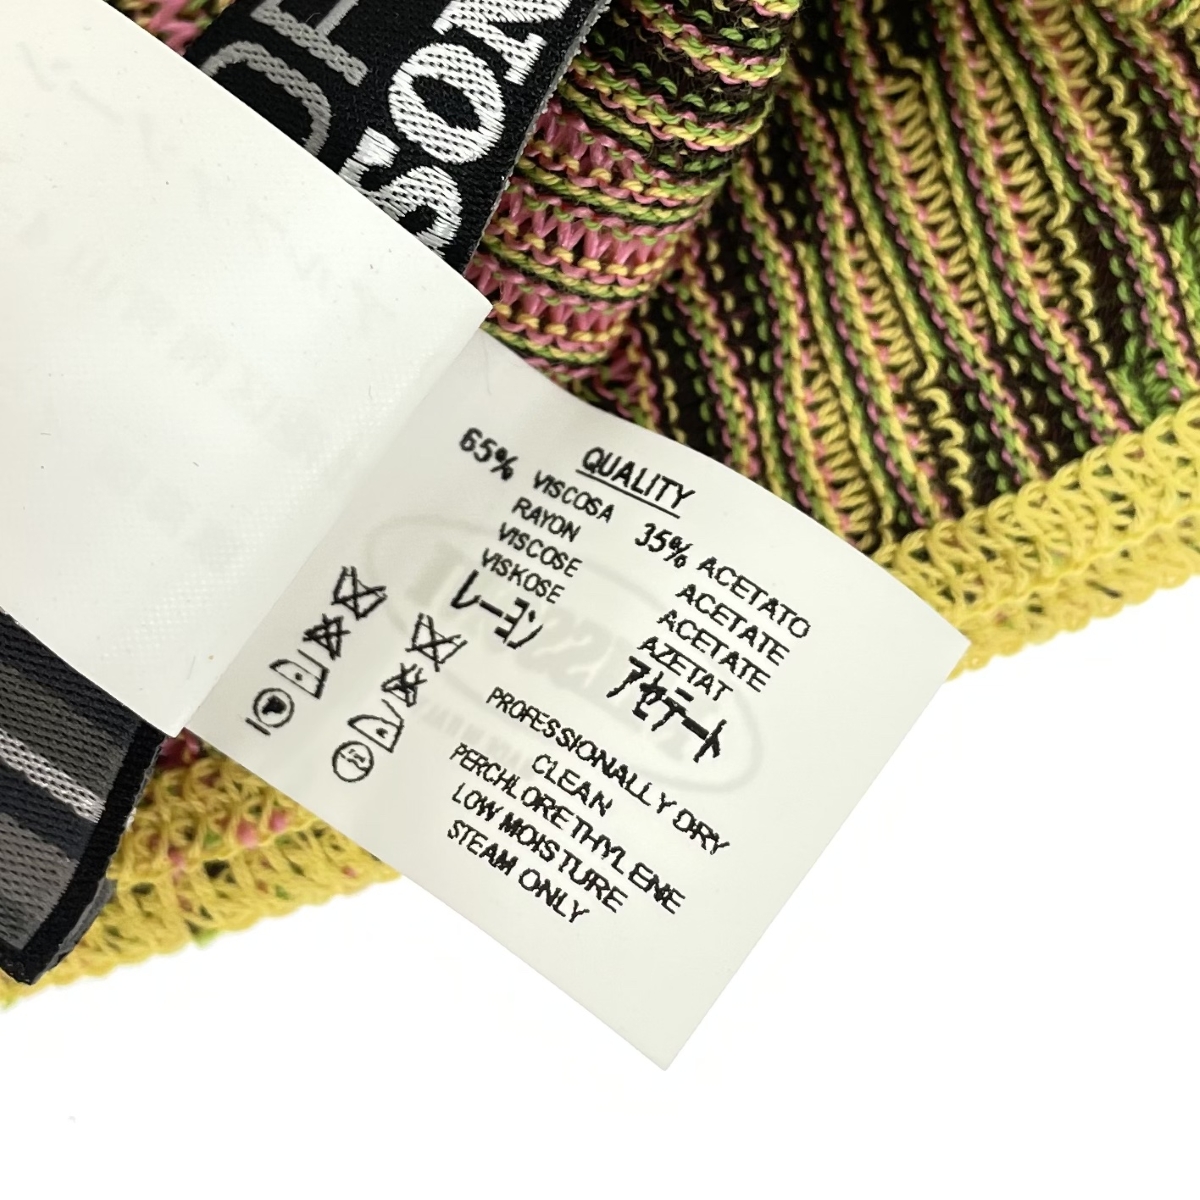 QUALITY
65% VISCOSA 35% ACETATO
RAYON ACETATE
VISCOSE ACETATE
VISKOSE AZETAT
レーヨン アセテート
PROFESSIONALLY DRY
CLEAN
PERCHLORETHYLENE
LOW MOISTURE
STEAM ONLY